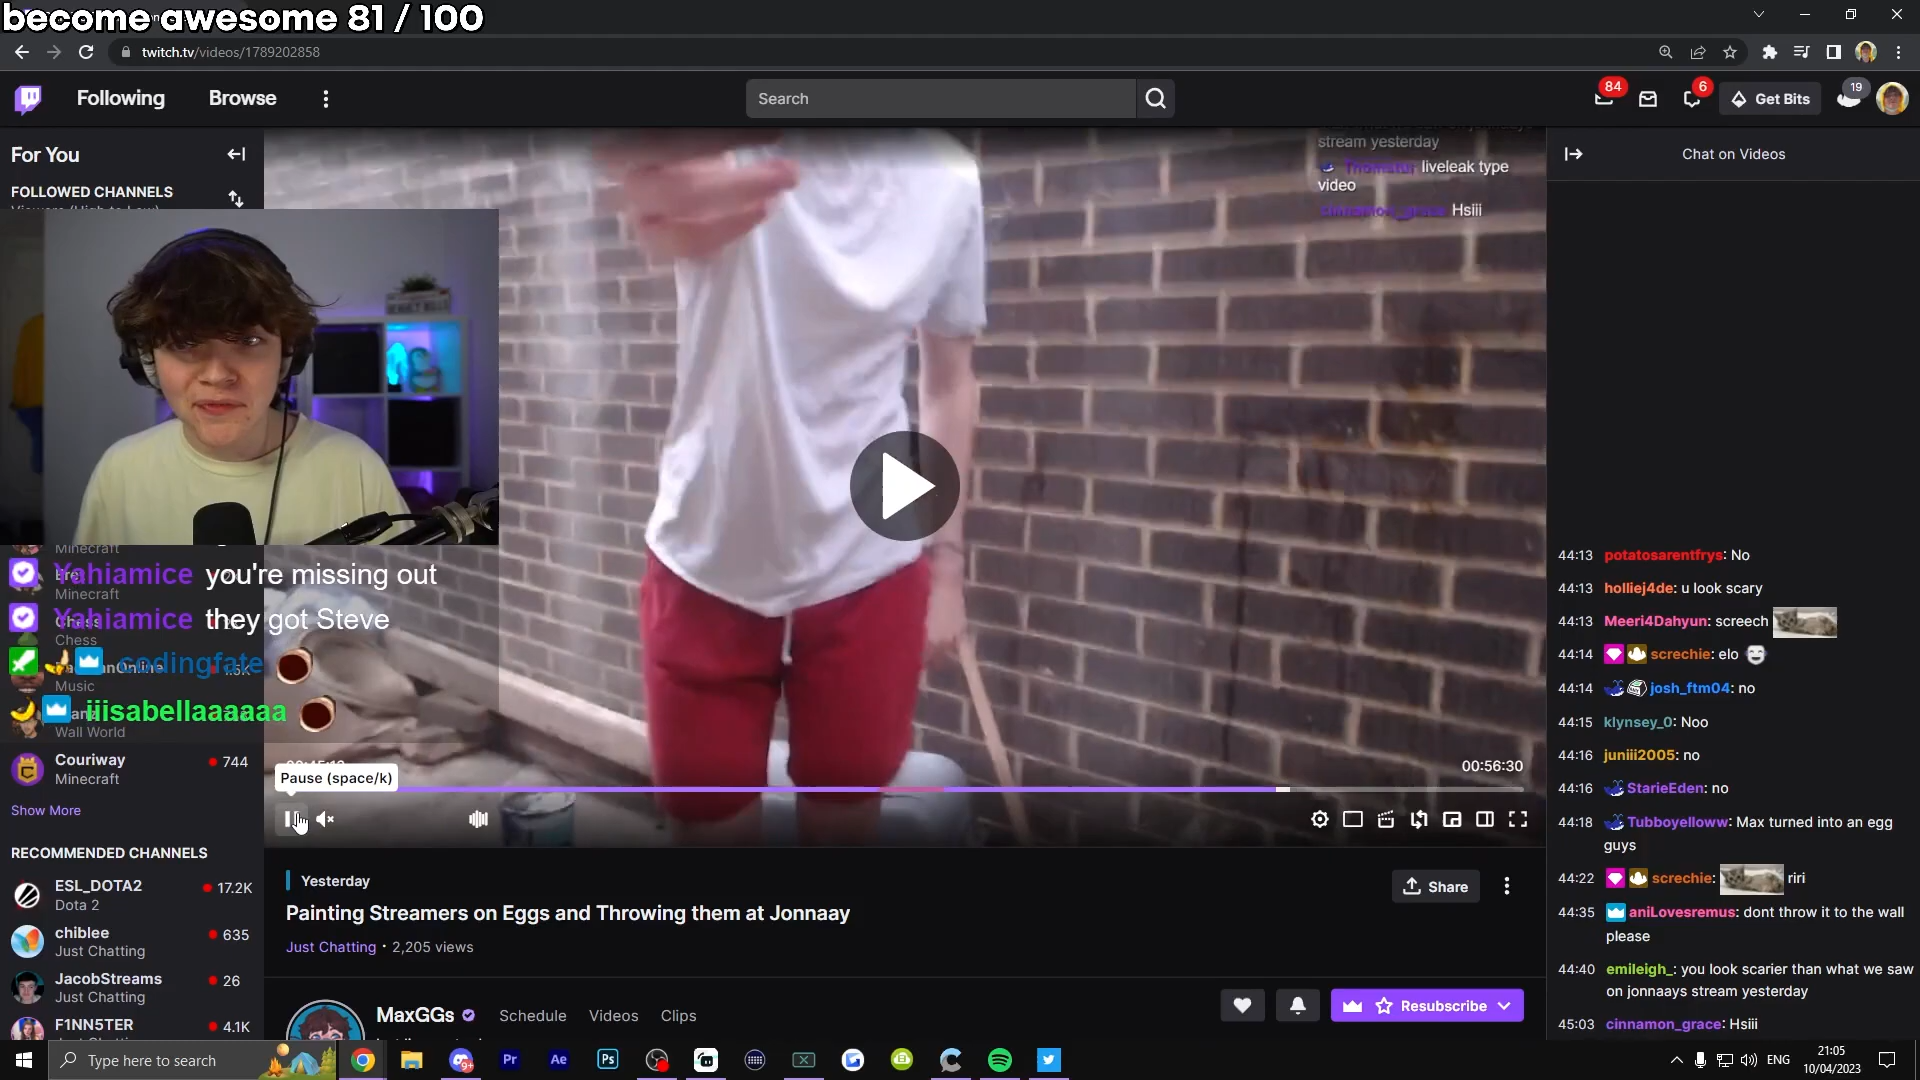 become awesome 81 / 100
twitch.tv/videos/1789202858
Following
Browse
Search
84
6
Get Bits
19
For You
FOLLOWED CHANNELS
stream yesterday
Thomatur liveleak type
video
cinnamon_grace Hsiii
Chat on Videos
Minecraft
Yahiamice you're missing out
Minecraft
Yahiamice they got Steve
Chess
codingfate
1.5K
Music
iiisabellaaaaaa
Wall World
Couriway
744
Minecraft
Show More
RECOMMENDED CHANNELS
ESL_DOTA2
17.2K
Dota 2
chiblee
635
Just Chatting
JacobStreams
26
Just Chatting
F1NN5TER
4.1K
Pause (space/k)
00:56:30
Yesterday
Painting Streamers on Eggs and Throwing them at Jonnaay
Just Chatting • 2,205 views
Share
MaxGGs
Schedule
Videos
Clips
Resubscribe
44:13 potatosarentfrys: No
44:13 holliej4de: u look scary
44:13 Meeri4Dahyun: screech
44:14 screchie: elo
44:14 josh_ftm04: no
44:15 klynsey_0: Noo
44:16 juniii2005: no
44:16 StarieEden: no
44:18 Tubboyelloww: Max turned into an egg
guys
44:22 screchie: riri
44:35 aniLovesremus: dont throw it to the wall
please
44:40 emileigh_: you look scarier than what we saw
on jonnaays stream yesterday
45:03 cinnamon_grace: Hsiii
Type here to search
9+
Pr
Ae
Ps
ENG
21:05
10/04/2023